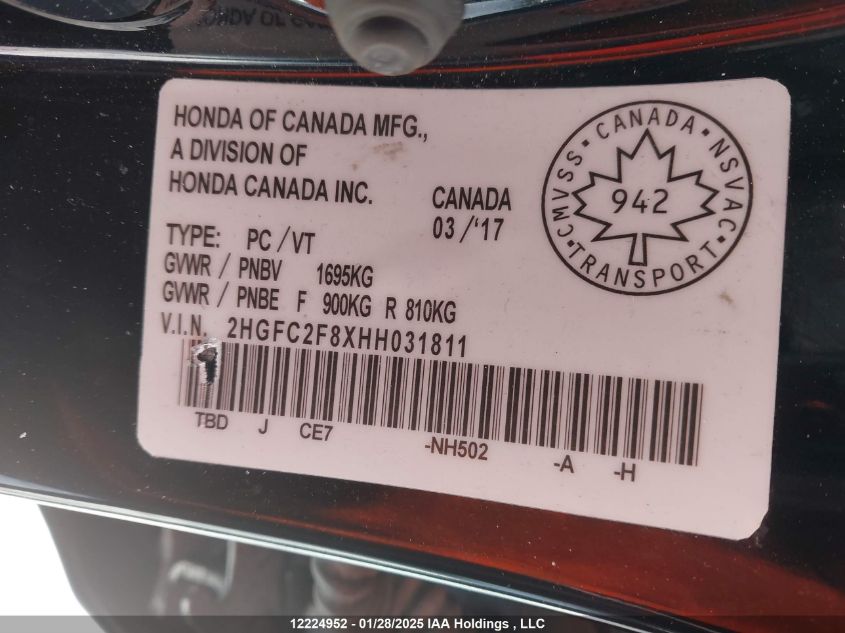 HONDA OF CANADA MFG.,
A DIVISION OF
HONDA CANADA INC.
CANADA
03 /'17
CMVSS · CANADA · NSVAC · TRANSPORT ·
942
TYPE: PC / VT
GVWR / PNBV 1695KG
GVWR / PNBE F 900KG R 810KG
V.I.N. 2HGFC2F8XHH031811
TBD J CE7 -NH502 -A -H
12224952 - 01/28/2025 IAA Holdings , LLC